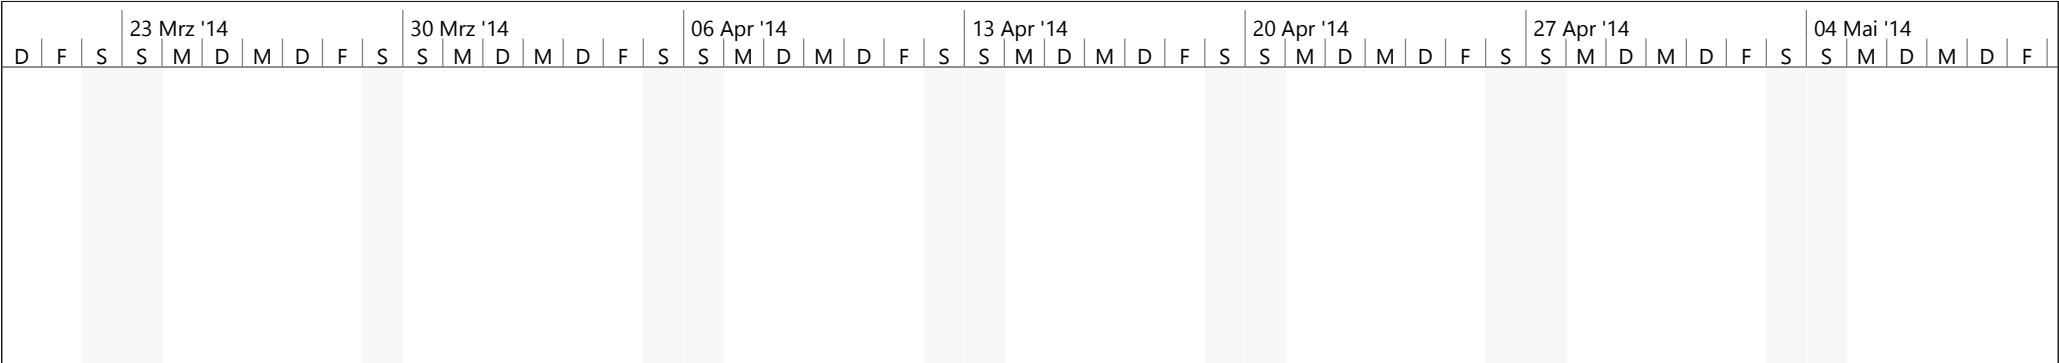 23 Mrz '14 30 Mrz '14 06 Apr '14 13 Apr '14 20 Apr '14 27 Apr '14 04 Mai '14
D F S S M D M D F S S M D M D F S S M D M D F S S M D M D F S S M D M D F S S M D M D F S S M D M D F